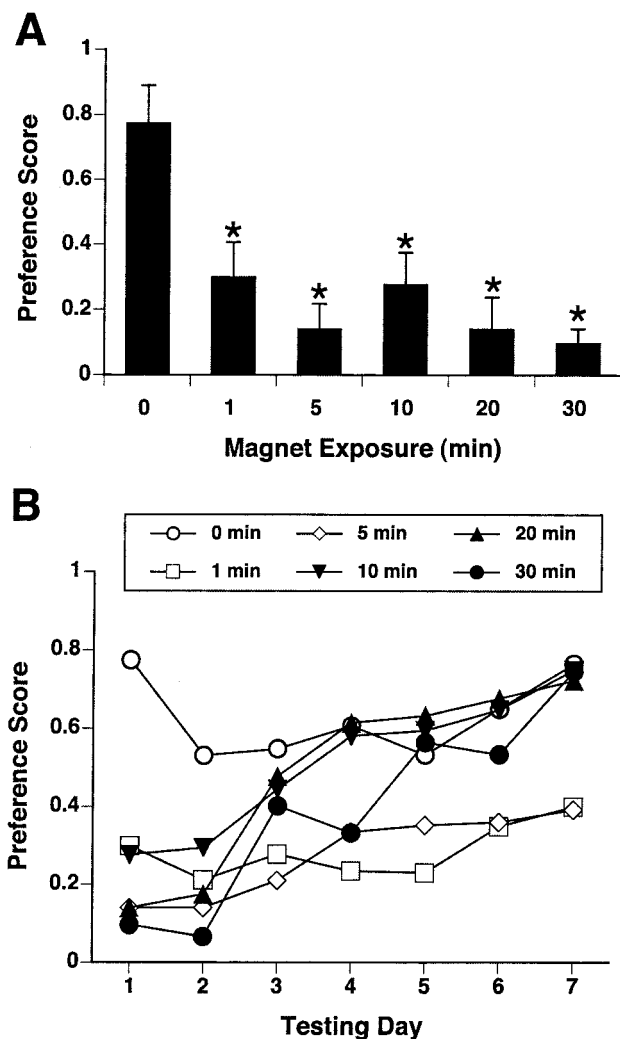 A
1
0.8
0.6
0.4
0.2
0
Preference Score
*
*
*
*
*
0 1 5 10 20 30
Magnet Exposure (min)
B
0 min 5 min 20 min
1 min 10 min 30 min
1
0.8
0.6
0.4
0.2
0
Preference Score
1 2 3 4 5 6 7
Testing Day